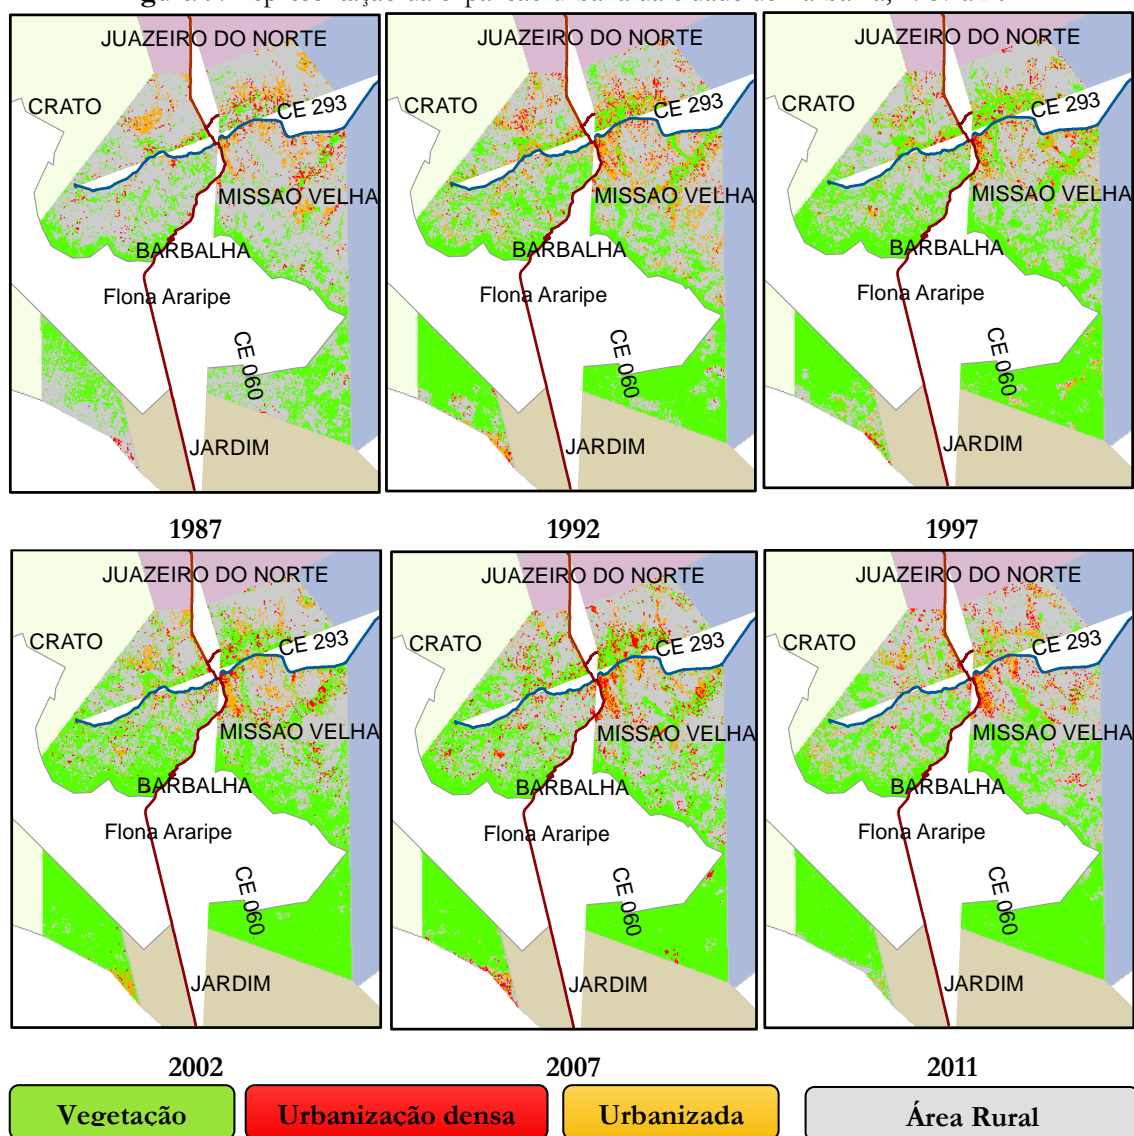 JUAZEIRO DO NORTE
CRATO
CE 293
MISSAO VELHA
BARBALHA
Flona Araripe
CE 060
JARDIM
1987
JUAZEIRO DO NORTE
CRATO
CE 293
MISSAO VELHA
BARBALHA
Flona Araripe
CE 060
JARDIM
1992
JUAZEIRO DO NORTE
CRATO
CE 293
MISSAO VELHA
BARBALHA
Flona Araripe
CE 060
JARDIM
1997
JUAZEIRO DO NORTE
CRATO
CE 293
MISSAO VELHA
BARBALHA
Flona Araripe
CE 060
JARDIM
2002
JUAZEIRO DO NORTE
CRATO
CE 293
MISSAO VELHA
BARBALHA
Flona Araripe
CE 060
JARDIM
2007
JUAZEIRO DO NORTE
CRATO
CE 293
MISSAO VELHA
BARBALHA
Flona Araripe
CE 060
JARDIM
2011
Vegetação
Urbanização densa
Urbanizada
Área Rural